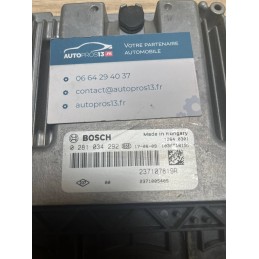 AUTOPROS13.FR
VOTRE PARTENAIRE
AUTOMOBILE
06 64 29 40 37
contact@autopros13.fr
autopros13.fr
BOSCH
Made in Hungary
0 281 034 292
237107615R